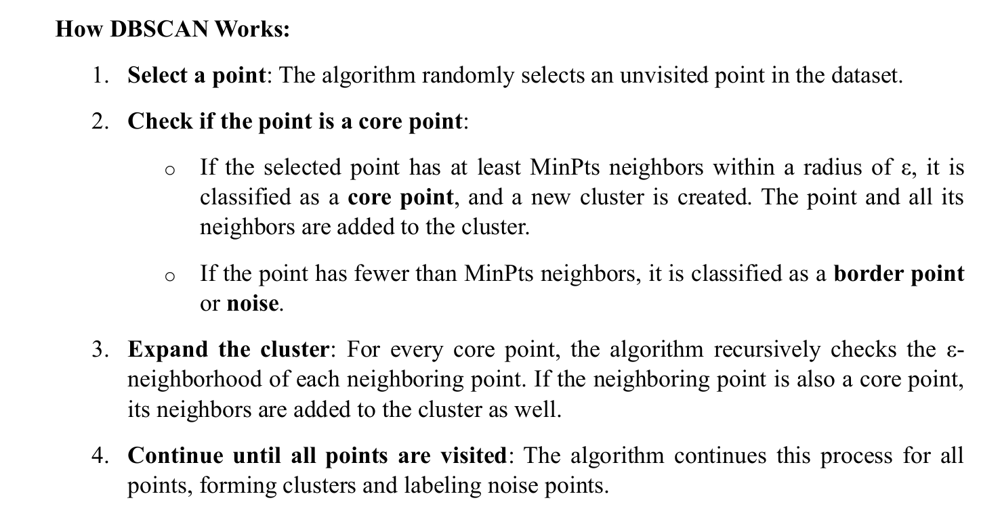 How DBSCAN Works:
1. Select a point: The algorithm randomly selects an unvisited point in the dataset.
2. Check if the point is a core point:
○ If the selected point has at least MinPts neighbors within a radius of ε, it is
classified as a core point, and a new cluster is created. The point and all its
neighbors are added to the cluster.
○ If the point has fewer than MinPts neighbors, it is classified as a border point
or noise.
3. Expand the cluster: For every core point, the algorithm recursively checks the ε-
neighborhood of each neighboring point. If the neighboring point is also a core point,
its neighbors are added to the cluster as well.
4. Continue until all points are visited: The algorithm continues this process for all
points, forming clusters and labeling noise points.